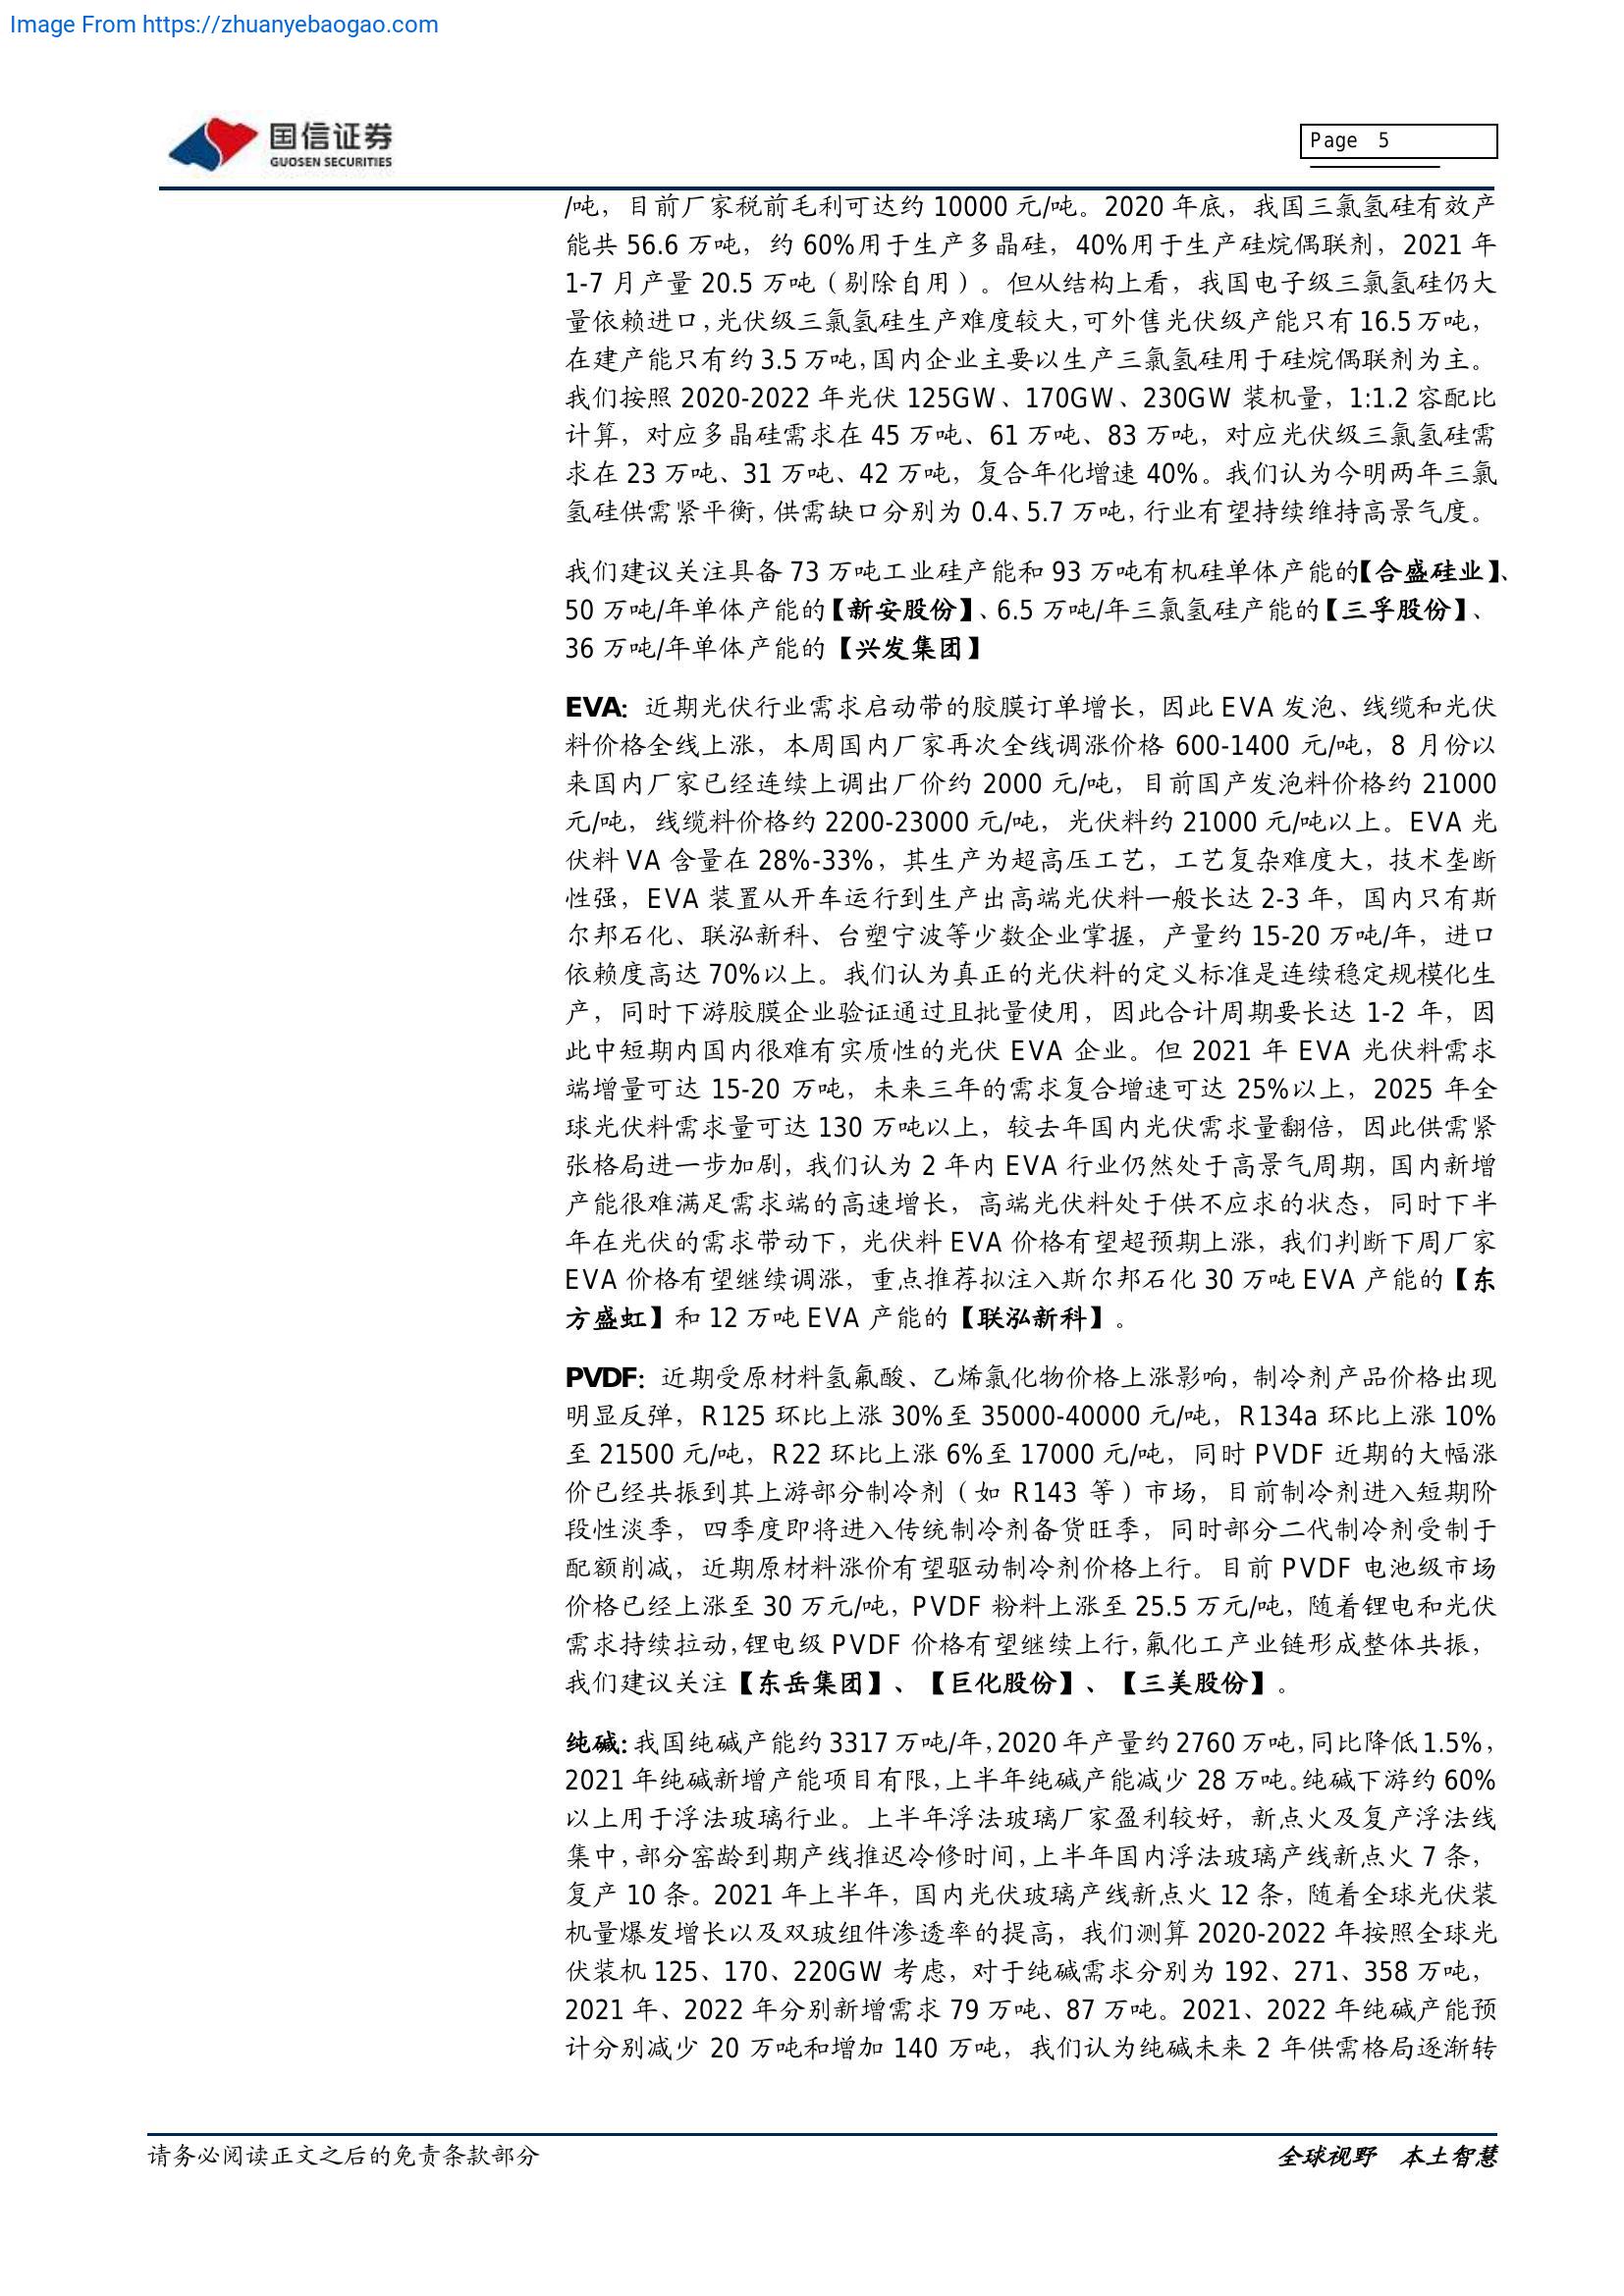 Image From https://zhuanyebaogao.com
国信证券
GUOSEN SECURITIES
Page 5
/吨，目前厂家税前毛利可达约 10000 元/吨。2020 年底，我国三氯氢硅有效产
能共 56.6 万吨，约 60%用于生产多晶硅，40%用于生产硅烷偶联剂，2021 年
1-7 月产量 20.5 万吨（剔除自用）。但从结构上看，我国电子级三氯氢硅仍大
量依赖进口，光伏级三氯氢硅生产难度较大，可外售光伏级产能只有 16.5 万吨，
在建产能只有约 3.5 万吨，国内企业主要以生产三氯氢硅用于硅烷偶联剂为主。
我们按照 2020-2022 年光伏 125GW、170GW、230GW 装机量，1:1.2 容配比
计算，对应多晶硅需求在 45 万吨、61 万吨、83 万吨，对应光伏级三氯氢硅需
求在 23 万吨、31 万吨、42 万吨，复合年化增速 40%。我们认为今明两年三氯
氢硅供需紧平衡，供需缺口分别为 0.4、5.7 万吨，行业有望持续维持高景气度。
我们建议关注具备 73 万吨工业硅产能和 93 万吨有机硅单体产能的【合盛硅业】、
50 万吨/年单体产能的【新安股份】、6.5 万吨/年三氯氢硅产能的【三孚股份】、
36 万吨/年单体产能的【兴发集团】
EVA：近期光伏行业需求启动带的胶膜订单增长，因此 EVA 发泡、线缆和光伏
料价格全线上涨，本周国内厂家再次全线调涨价格 600-1400 元/吨，8 月份以
来国内厂家已经连续上调出厂价约 2000 元/吨，目前国产发泡料价格约 21000
元/吨，线缆料价格约 2200-23000 元/吨，光伏料约 21000 元/吨以上。EVA 光
伏料 VA 含量在 28%-33%，其生产为超高压工艺，工艺复杂难度大，技术垄断
性强，EVA 装置从开车运行到生产出高端光伏料一般长达 2-3 年，国内只有斯
尔邦石化、联泓新科、台塑宁波等少数企业掌握，产量约 15-20 万吨/年，进口
依赖度高达 70%以上。我们认为真正的光伏料的定义标准是连续稳定规模化生
产，同时下游胶膜企业验证通过且批量使用，因此合计周期要长达 1-2 年，因
此中短期内国内很难有实质性的光伏 EVA 企业。但 2021 年 EVA 光伏料需求
端增量可达 15-20 万吨，未来三年的需求复合增速可达 25%以上，2025 年全
球光伏料需求量可达 130 万吨以上，较去年国内光伏需求量翻倍，因此供需紧
张格局进一步加剧，我们认为 2 年内 EVA 行业仍然处于高景气周期，国内新增
产能很难满足需求端的高速增长，高端光伏料处于供不应求的状态，同时下半
年在光伏的需求带动下，光伏料 EVA 价格有望超预期上涨，我们判断下周厂家
EVA 价格有望继续调涨，重点推荐拟注入斯尔邦石化 30 万吨 EVA 产能的【东
方盛虹】和 12 万吨 EVA 产能的【联泓新科】。
PVDF：近期受原材料氢氟酸、乙烯氯化物价格上涨影响，制冷剂产品价格出现
明显反弹，R125 环比上涨 30%至 35000-40000 元/吨，R134a 环比上涨 10%
至 21500 元/吨，R22 环比上涨 6%至 17000 元/吨，同时 PVDF 近期的大幅涨
价已经共振到其上游部分制冷剂（如 R143 等）市场，目前制冷剂进入短期阶
段性淡季，四季度即将进入传统制冷剂备货旺季，同时部分二代制冷剂受制于
配额削减，近期原材料涨价有望驱动制冷剂价格上行。目前 PVDF 电池级市场
价格已经上涨至 30 万元/吨，PVDF 粉料上涨至 25.5 万元/吨，随着锂电和光伏
需求持续拉动，锂电级 PVDF 价格有望继续上行，氟化工产业链形成整体共振，
我们建议关注【东岳集团】、【巨化股份】、【三美股份】。
纯碱：我国纯碱产能约 3317 万吨/年，2020 年产量约 2760 万吨，同比降低 1.5%，
2021 年纯碱新增产能项目有限，上半年纯碱产能减少 28 万吨。纯碱下游约 60%
以上用于浮法玻璃行业。上半年浮法玻璃厂家盈利较好，新点火及复产浮法线
集中，部分窑龄到期产线推迟冷修时间，上半年国内浮法玻璃产线新点火 7 条，
复产 10 条。2021 年上半年，国内光伏玻璃产线新点火 12 条，随着全球光伏装
机量爆发增长以及双玻组件渗透率的提高，我们测算 2020-2022 年按照全球光
伏装机 125、170、220GW 考虑，对于纯碱需求分别为 192、271、358 万吨，
2021 年、2022 年分别新增需求 79 万吨、87 万吨。2021、2022 年纯碱产能预
计分别减少 20 万吨和增加 140 万吨，我们认为纯碱未来 2 年供需格局逐渐转
请务必阅读正文之后的免责条款部分
全球视野 本土智慧